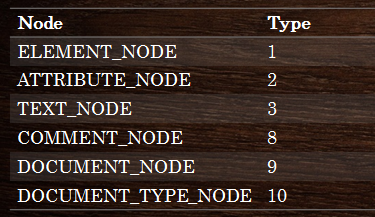 Node Type
ELEMENT_NODE 1
ATTRIBUTE_NODE 2
TEXT_NODE 3
COMMENT_NODE 8
DOCUMENT_NODE 9
DOCUMENT_TYPE_NODE 10